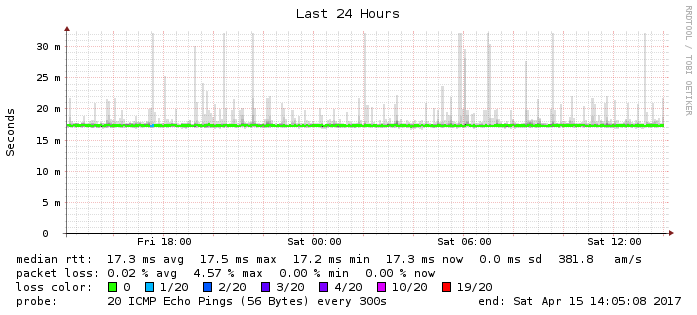 Last 24 Hours
RRDTOOL / TOBI OETIKER
Seconds
30 m
25 m
20 m
15 m
10 m
5 m
0
Fri 18:00 Sat 00:00 Sat 06:00 Sat 12:00
median rtt: 17.3 ms avg 17.5 ms max 17.2 ms min 17.3 ms now 0.0 ms sd 381.8 am/s
packet loss: 0.02 % avg 4.57 % max 0.00 % min 0.00 % now
loss color: 0 1/20 2/20 3/20 4/20 10/20 19/20
probe: 20 ICMP Echo Pings (56 Bytes) every 300s end: Sat Apr 15 14:05:08 2017